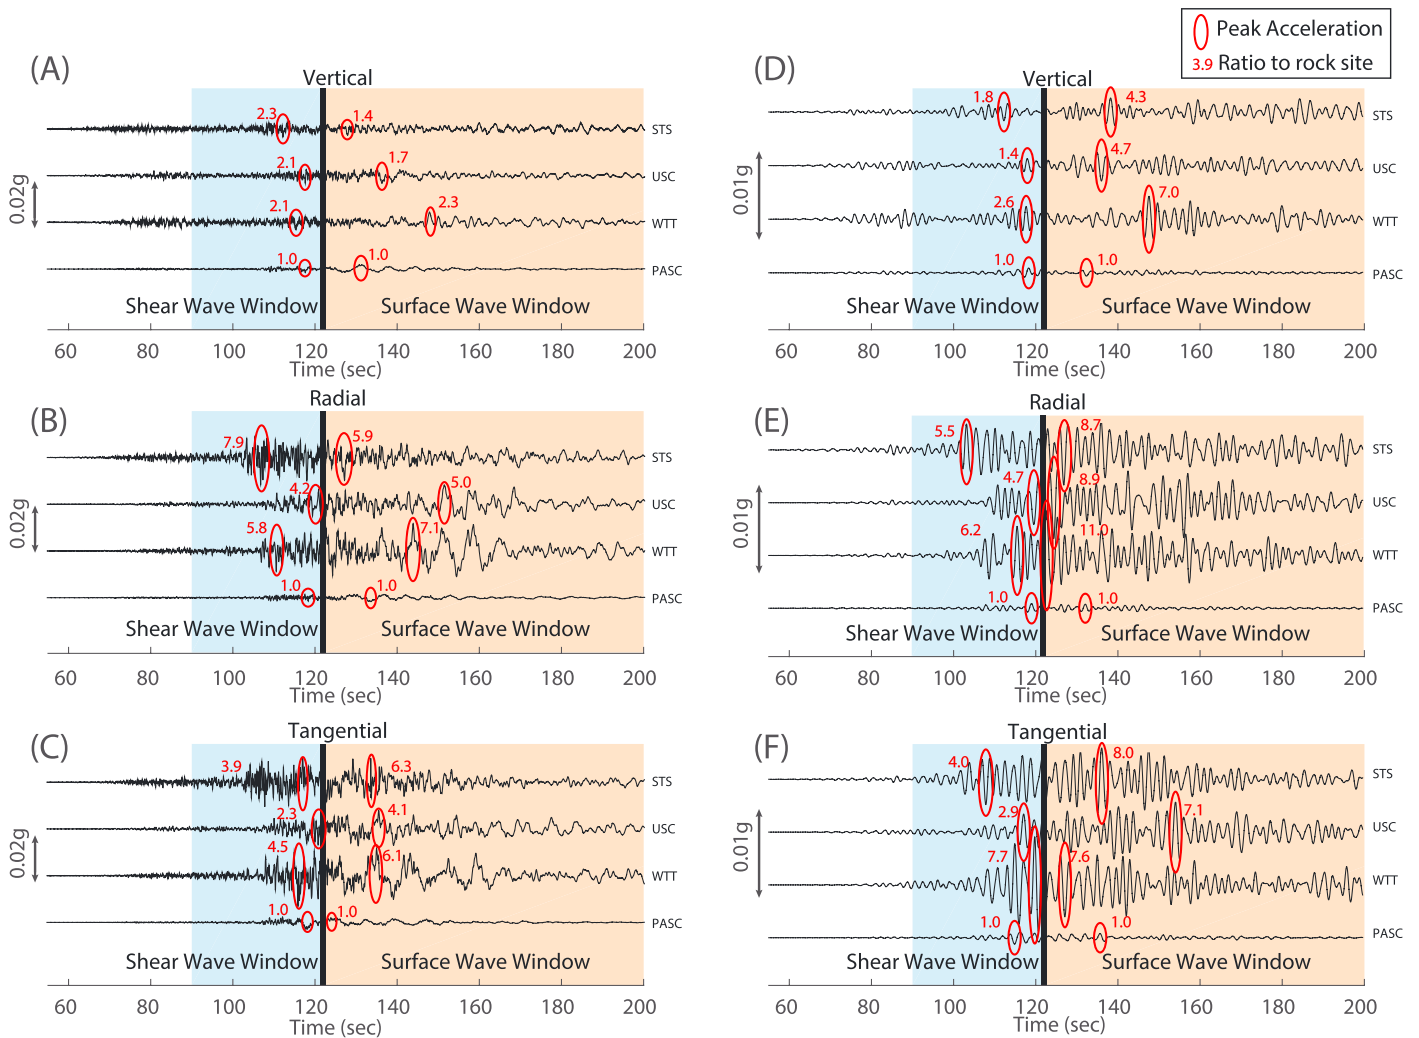 Peak Acceleration
3.9 Ratio to rock site
(A)
Vertical
2.3
1.4
STS
2.1
1.7
USC
2.1
2.3
WTT
1.0
1.0
PASC
0.02g
Shear Wave Window
Surface Wave Window
60 80 100 120 140 160 180 200
Time (sec)
(B)
Radial
7.9
5.9
STS
4.2
5.0
USC
5.8
7.1
WTT
1.0
1.0
PASC
0.02g
Shear Wave Window
Surface Wave Window
60 80 100 120 140 160 180 200
Time (sec)
(C)
Tangential
3.9
6.3
STS
2.3
4.1
USC
4.5
6.1
WTT
1.0
1.0
PASC
0.02g
Shear Wave Window
Surface Wave Window
60 80 100 120 140 160 180 200
Time (sec)
(D)
Vertical
1.8
4.3
STS
1.4
4.7
USC
2.6
7.0
WTT
1.0
1.0
PASC
0.01g
Shear Wave Window
Surface Wave Window
60 80 100 120 140 160 180 200
Time (sec)
(E)
Radial
5.5
8.7
STS
4.7
8.9
USC
6.2
11.0
WTT
1.0
1.0
PASC
0.01g
Shear Wave Window
Surface Wave Window
60 80 100 120 140 160 180 200
Time (sec)
(F)
Tangential
4.0
8.0
STS
2.9
7.1
USC
7.7
7.6
WTT
1.0
1.0
PASC
0.01g
Shear Wave Window
Surface Wave Window
60 80 100 120 140 160 180 200
Time (sec)